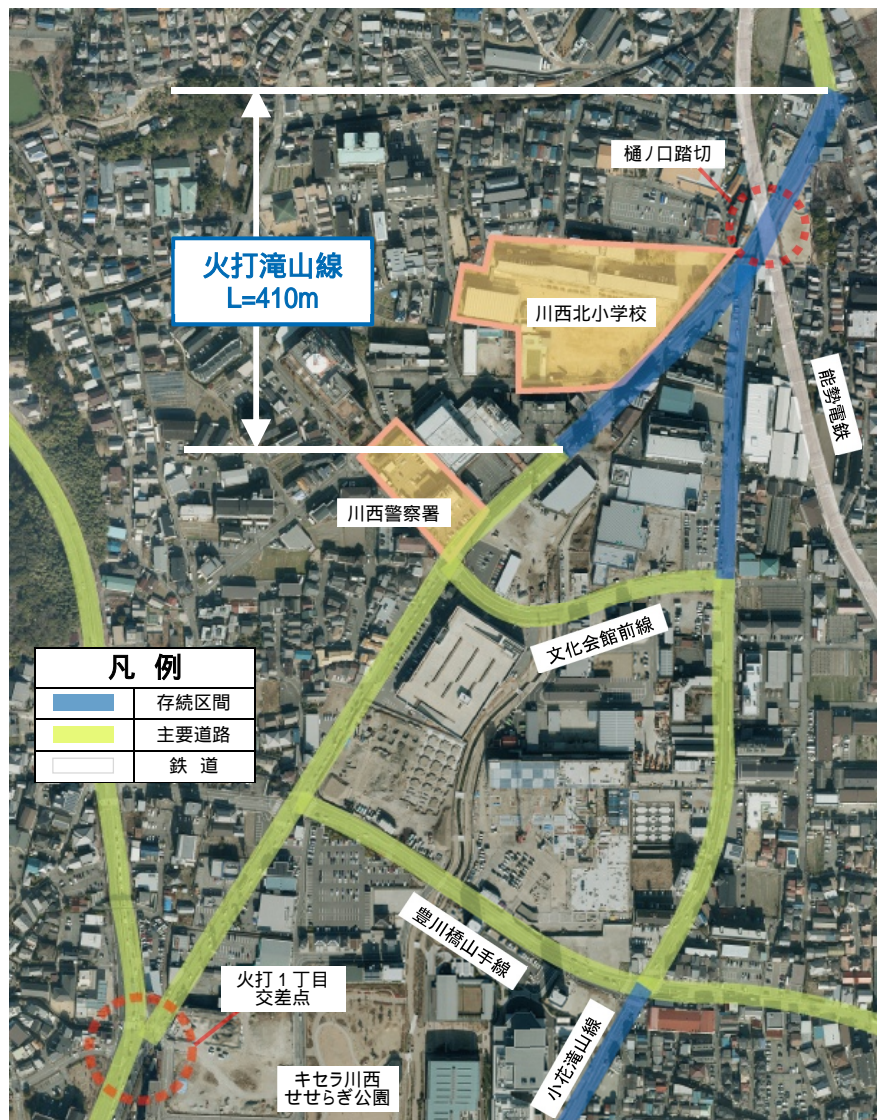 樋ノ口踏切
火打滝山線
L=410m
川西北小学校
能勢電鉄
川西警察署
文化会館前線
凡 例
存続区間
主要道路
鉄 道
豊川橋山手線
火打1丁目
交差点
小花滝山線
キセラ川西
せせらぎ公園